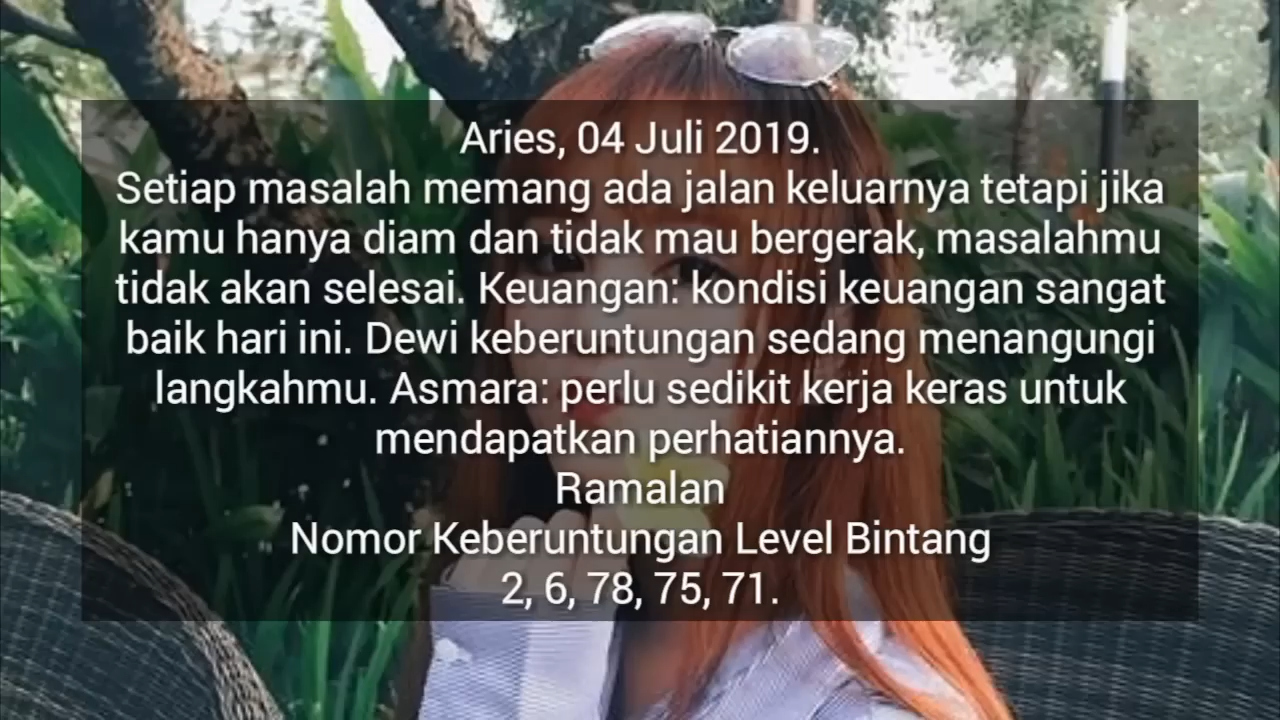 Aries, 04 Juli 2019.
Setiap masalah memang ada jalan keluarnya tetapi jika
kamu hanya diam dan tidak mau bergerak, masalahmu
tidak akan selesai. Keuangan: kondisi keuangan sangat
baik hari ini. Dewi keberuntungan sedang menangungi
langkahmu. Asmara: perlu sedikit kerja keras untuk
mendapatkan perhatiannya.
Ramalan
Nomor Keberuntungan Level Bintang
2, 6, 78, 75, 71.